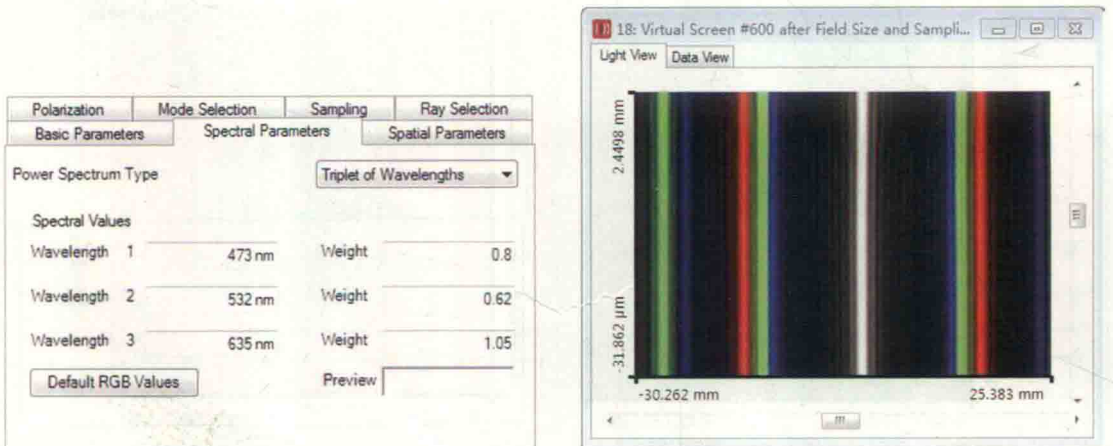 Polarization Mode Selection Sampling Ray Selection
Basic Parameters Spectral Parameters Spatial Parameters
Power Spectrum Type Triplet of Wavelengths
Spectral Values
Wavelength 1 473 nm Weight 0.8
Wavelength 2 532 nm Weight 0.62
Wavelength 3 635 nm Weight 1.05
Default RGB Values Preview
18: Virtual Screen #600 after Field Size and Sampli...
Light View Data View
2.4498 mm
-31.862 µm
-30.262 mm 25.383 mm